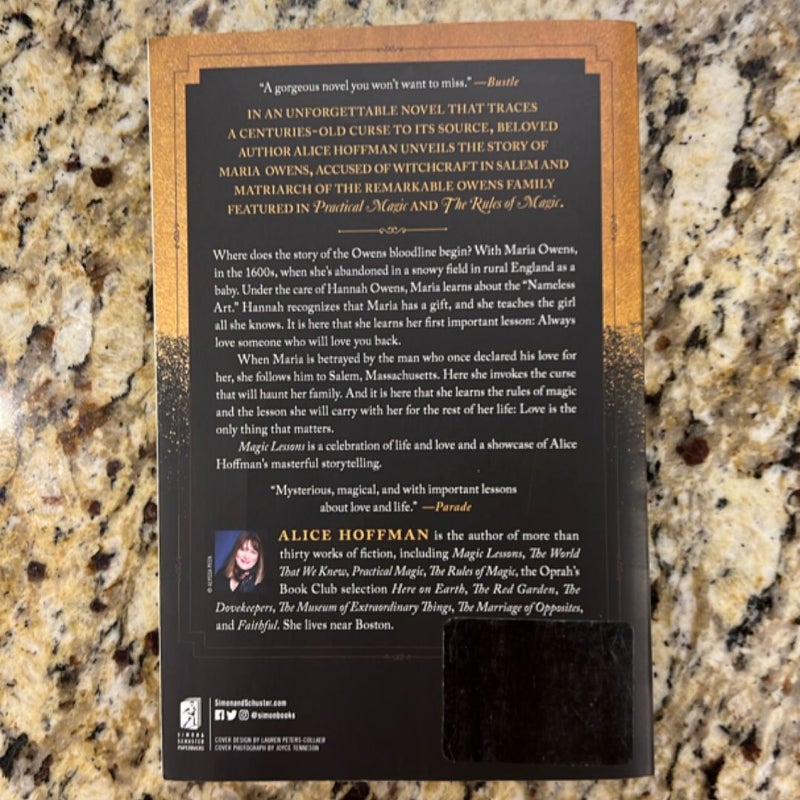 “A gorgeous novel you won’t want to miss.” —Bustle
IN AN UNFORGETTABLE NOVEL THAT TRACES
A CENTURIES-OLD CURSE TO ITS SOURCE, BELOVED
AUTHOR ALICE HOFFMAN UNVEILS THE STORY OF
MARIA OWENS, ACCUSED OF WITCHCRAFT IN SALEM AND
MATRIARCH OF THE REMARKABLE OWENS FAMILY
FEATURED IN Practical Magic AND The Rules of Magic.
Where does the story of the Owens bloodline begin? With Maria Owens,
in the 1600s, when she’s abandoned in a snowy field in rural England as a
baby. Under the care of Hannah Owens, Maria learns about the “Nameless
Art.” Hannah recognizes that Maria has a gift, and she teaches the girl
all she knows. It is here that she learns her first important lesson: Always
love someone who will love you back.
When Maria is betrayed by the man who once declared his love for
her, she follows him to Salem, Massachusetts. Here she invokes the curse
that will haunt her family. And it is here that she learns the rules of magic
and the lesson she will carry with her for the rest of her life: Love is the
only thing that matters.
Magic Lessons is a celebration of life and love and a showcase of Alice
Hoffman’s masterful storytelling.
“Mysterious, magical, and with important lessons
about love and life.” —Parade
ALICE HOFFMAN is the author of more than
thirty works of fiction, including Magic Lessons, The World
That We Knew, Practical Magic, The Rules of Magic, the Oprah’s
Book Club selection Here on Earth, The Red Garden, The
Dovekeepers, The Museum of Extraordinary Things, The Marriage of Opposites,
and Faithful. She lives near Boston.
© ALYSSA PEEK
SimonandSchuster.com
@simonbooks
SIMON &
SCHUSTER
PAPERBACKS
COVER DESIGN BY LAUREN PETERS-COLLAER
COVER PHOTOGRAPH BY JOYCE TENNESON